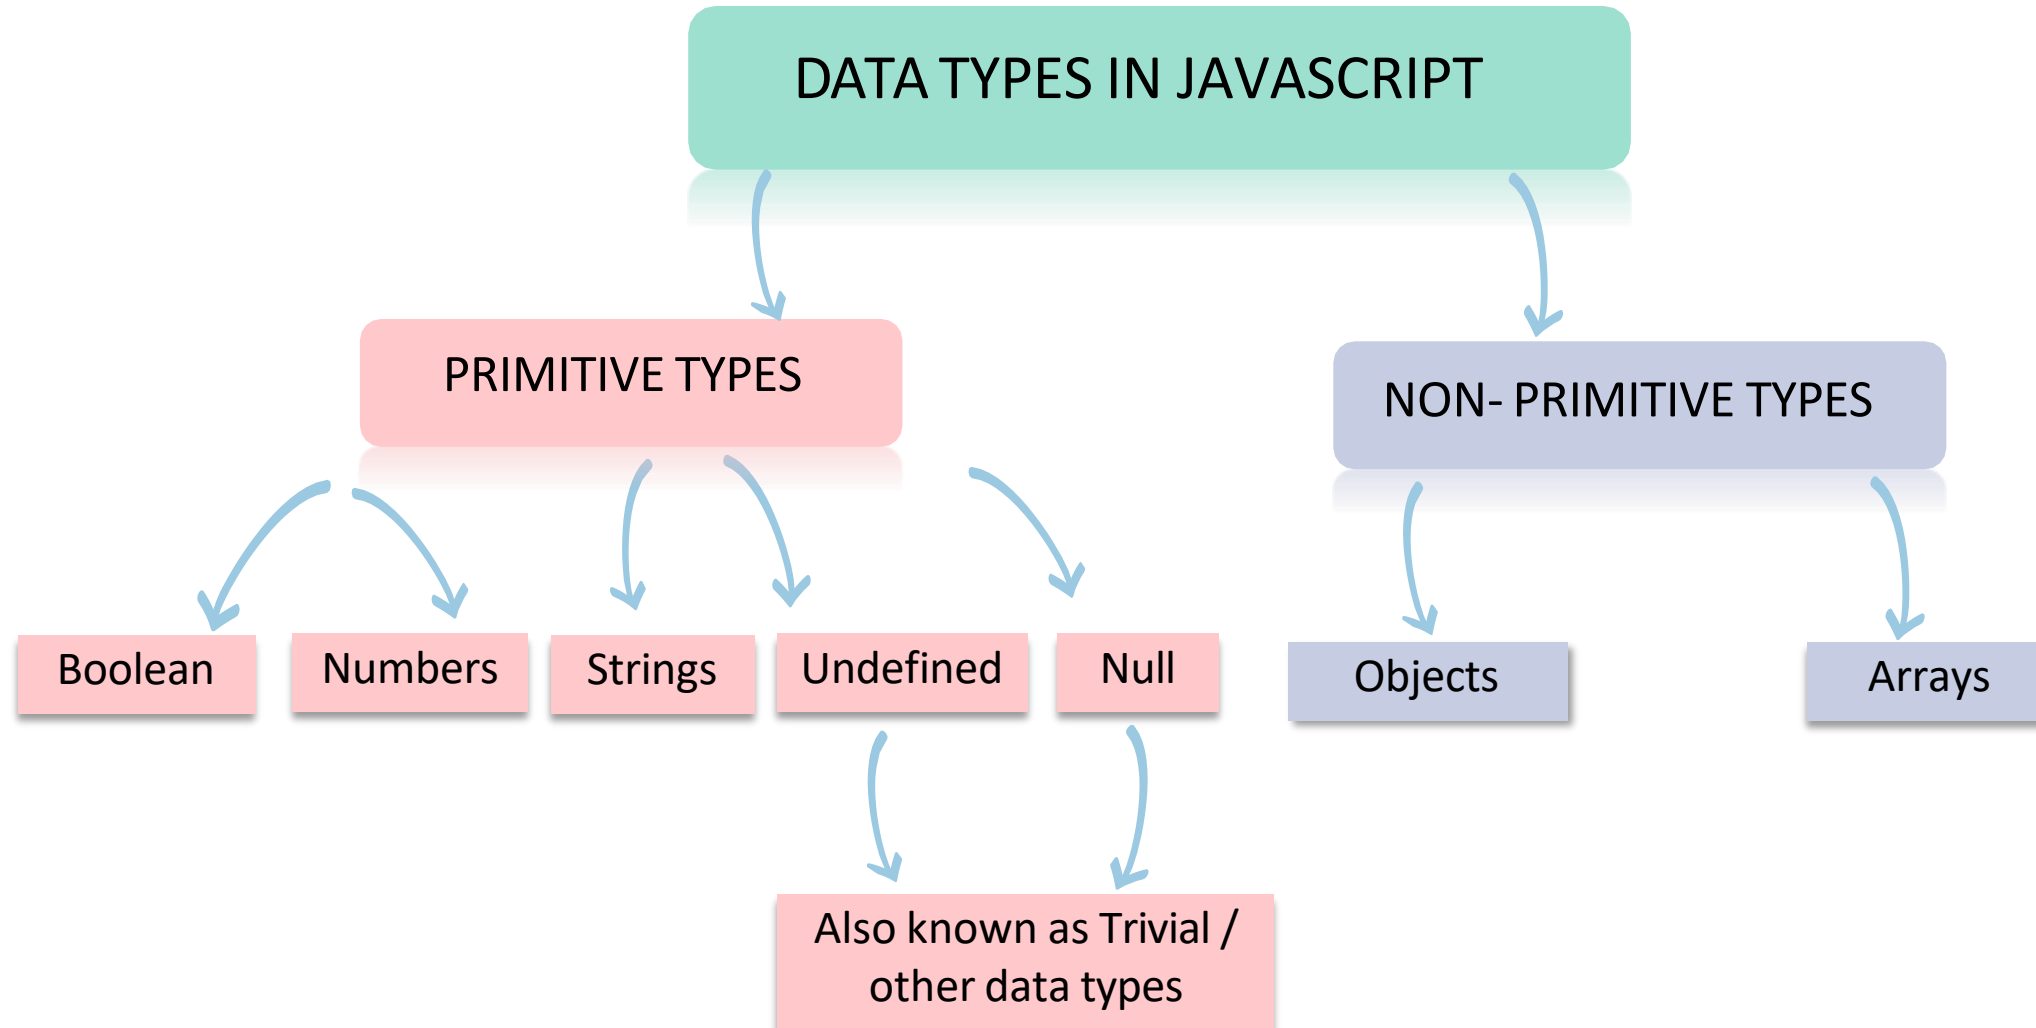 DATA TYPES IN JAVASCRIPT
PRIMITIVE TYPES
NON- PRIMITIVE TYPES
Boolean
Numbers
Strings
Undefined
Null
Objects
Arrays
Also known as Trivial /
other data types